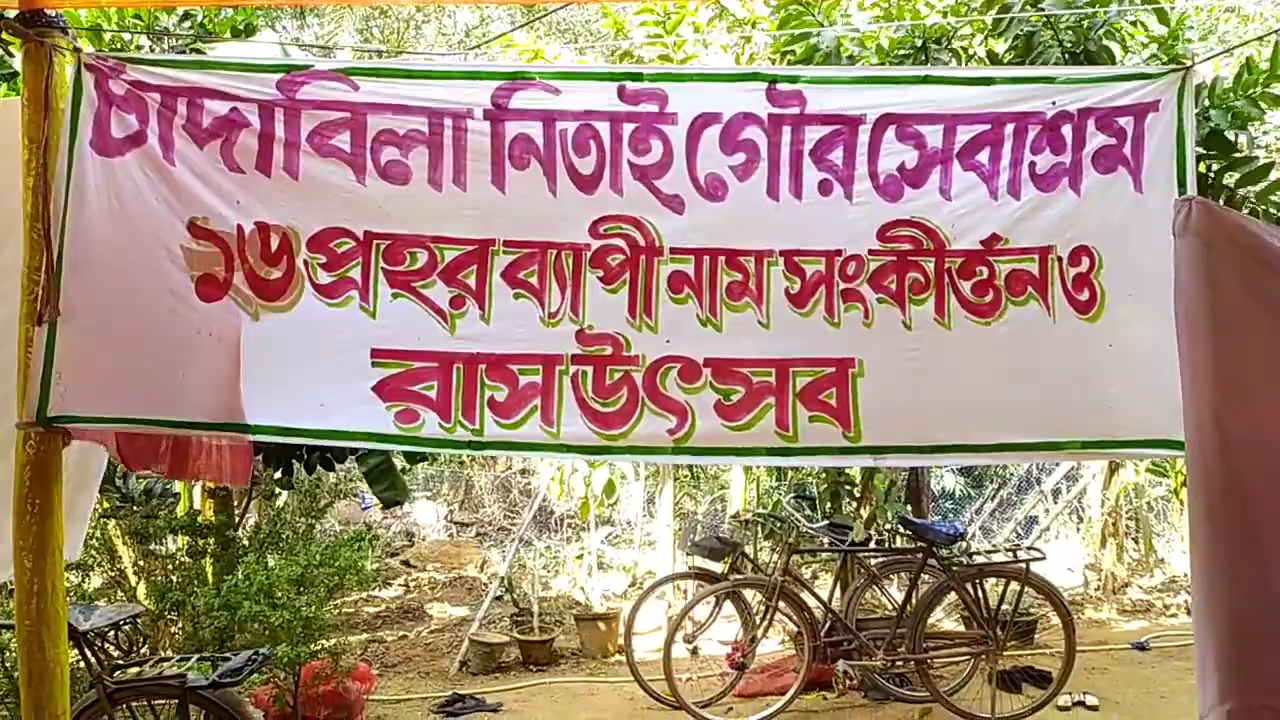 চাঁদাবিলা নিতাই গৌর সেবাশ্রম
১৬ প্রহর ব্যাপী নাম সংকীর্ত্তন ও
রাস উৎসব